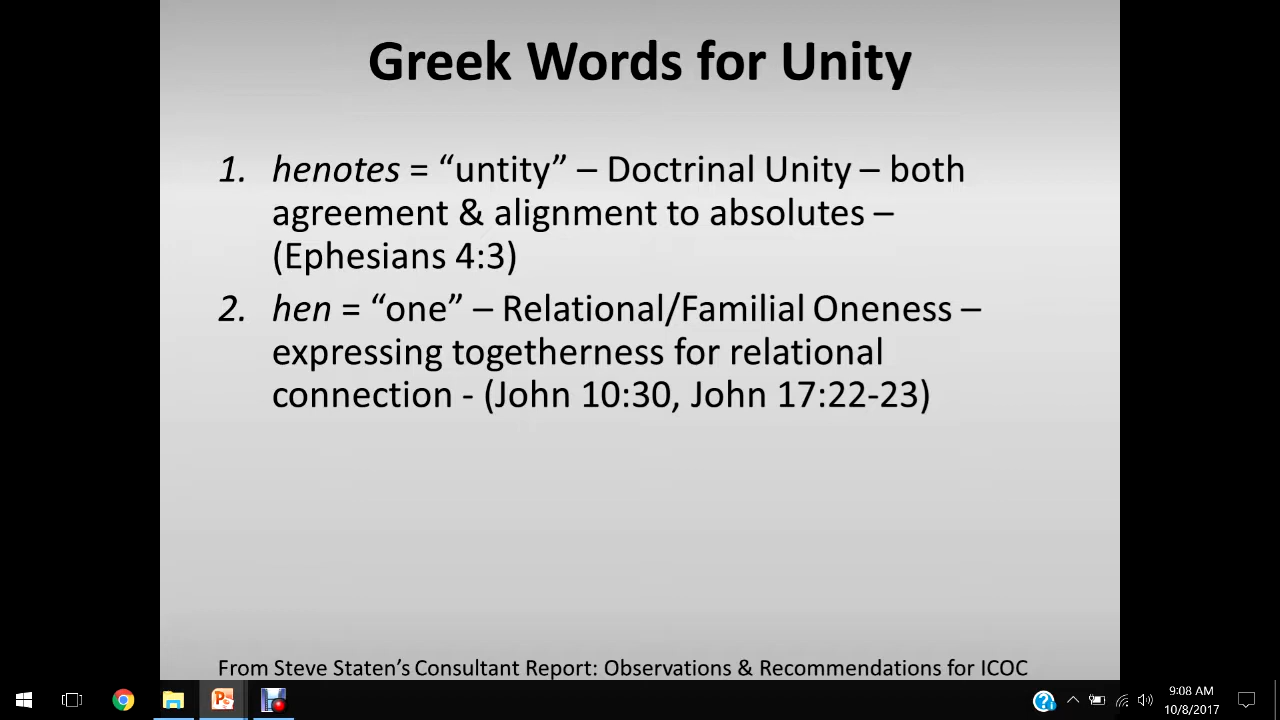 Greek Words for Unity
1. henotes = “untity” – Doctrinal Unity – both
agreement & alignment to absolutes –
(Ephesians 4:3)
2. hen = “one” – Relational/Familial Oneness –
expressing togetherness for relational
connection - (John 10:30, John 17:22-23)
From Steve Staten’s Consultant Report: Observations & Recommendations for ICOC
9:08 AM
10/8/2017